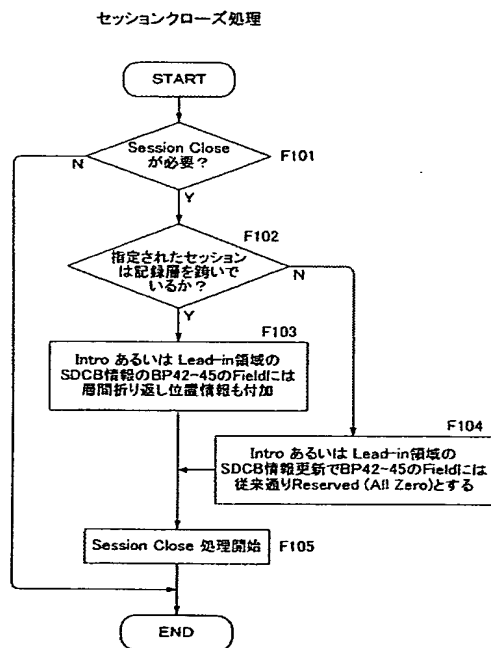 セッションクローズ処理
START
Session Close
が必要？
F101
N
Y
F102
指定されたセッション
は記録層を跨いで
いるか？
N
Y
F103
Intro あるいは Lead-in領域の
SDCB情報のBP42~45のFieldには
層間折り返し位置情報も付加
F104
Intro あるいは Lead-in領域の
SDCB情報更新でBP42~45のFieldには
従来通りReserved (All Zero)とする
Session Close 処理開始
F105
END